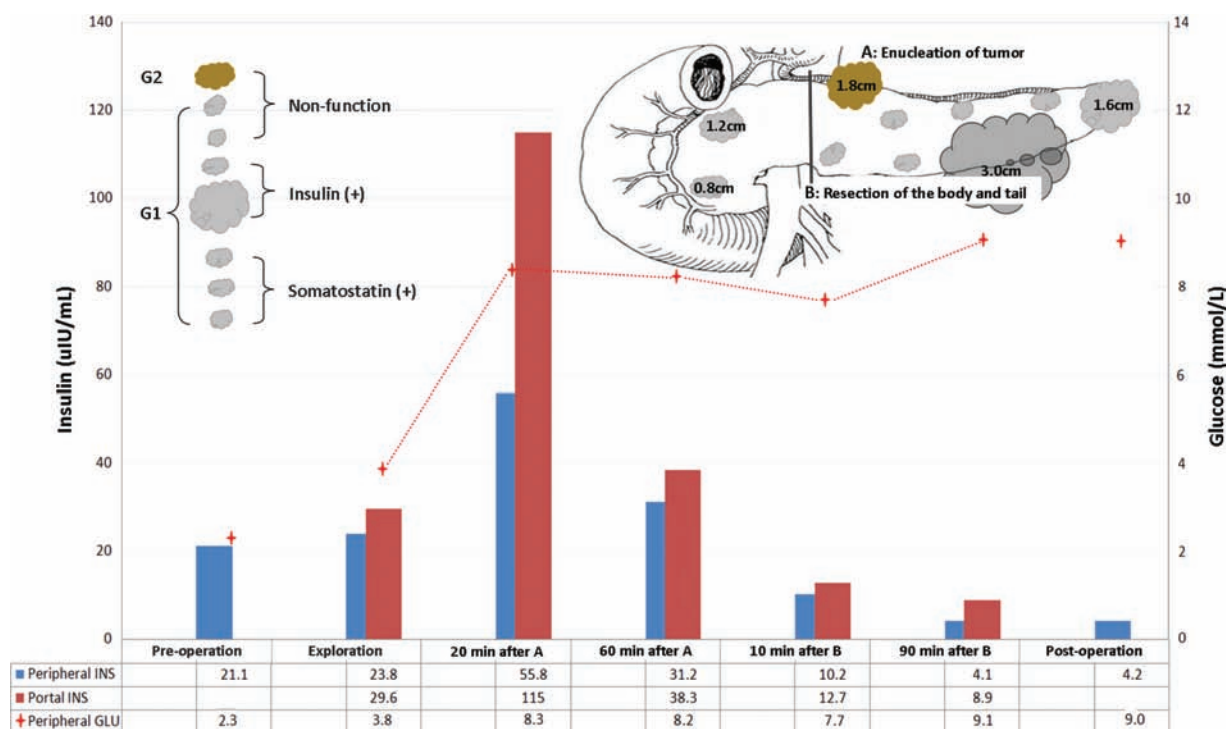 140
120
100
80
60
40
20
0
Insulin (uIU/mL)
14
12
10
8
6
4
2
0
Glucose (mmol/L)
G2
Non-function
Insulin (+)
G1
Somatostatin (+)
A: Enucleation of tumor
1.8cm
1.6cm
1.2cm
3.0cm
0.8cm
B: Resection of the body and tail
Pre-operation Exploration 20 min after A 60 min after A 10 min after B 90 min after B Post-operation
Peripheral INS 21.1 23.8 55.8 31.2 10.2 4.1 4.2
Portal INS 29.6 115 38.3 12.7 8.9
Peripheral GLU 2.3 3.8 8.3 8.2 7.7 9.1 9.0